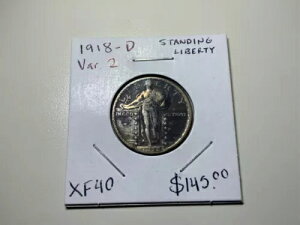 1918-D
Var. 2
STANDING
LIBERTY
XF40
$145.00